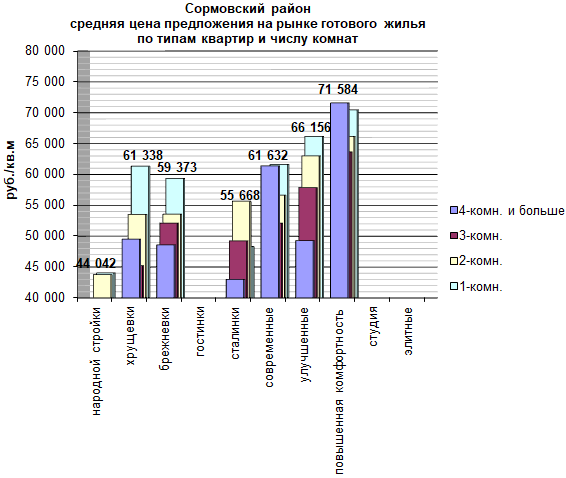 Сормовский район
средняя цена предложения на рынке готового жилья
по типам квартир и числу комнат
руб./кв.м
80 000
75 000
70 000
65 000
60 000
55 000
50 000
45 000
40 000
44 042
61 338
59 373
55 668
61 632
66 156
71 584
народной стройки
хрущевки
брежневки
гостинки
сталинки
современные
улучшенные
повышенная комфортность
студия
элитные
4-комн. и больше
3-комн.
2-комн.
1-комн.